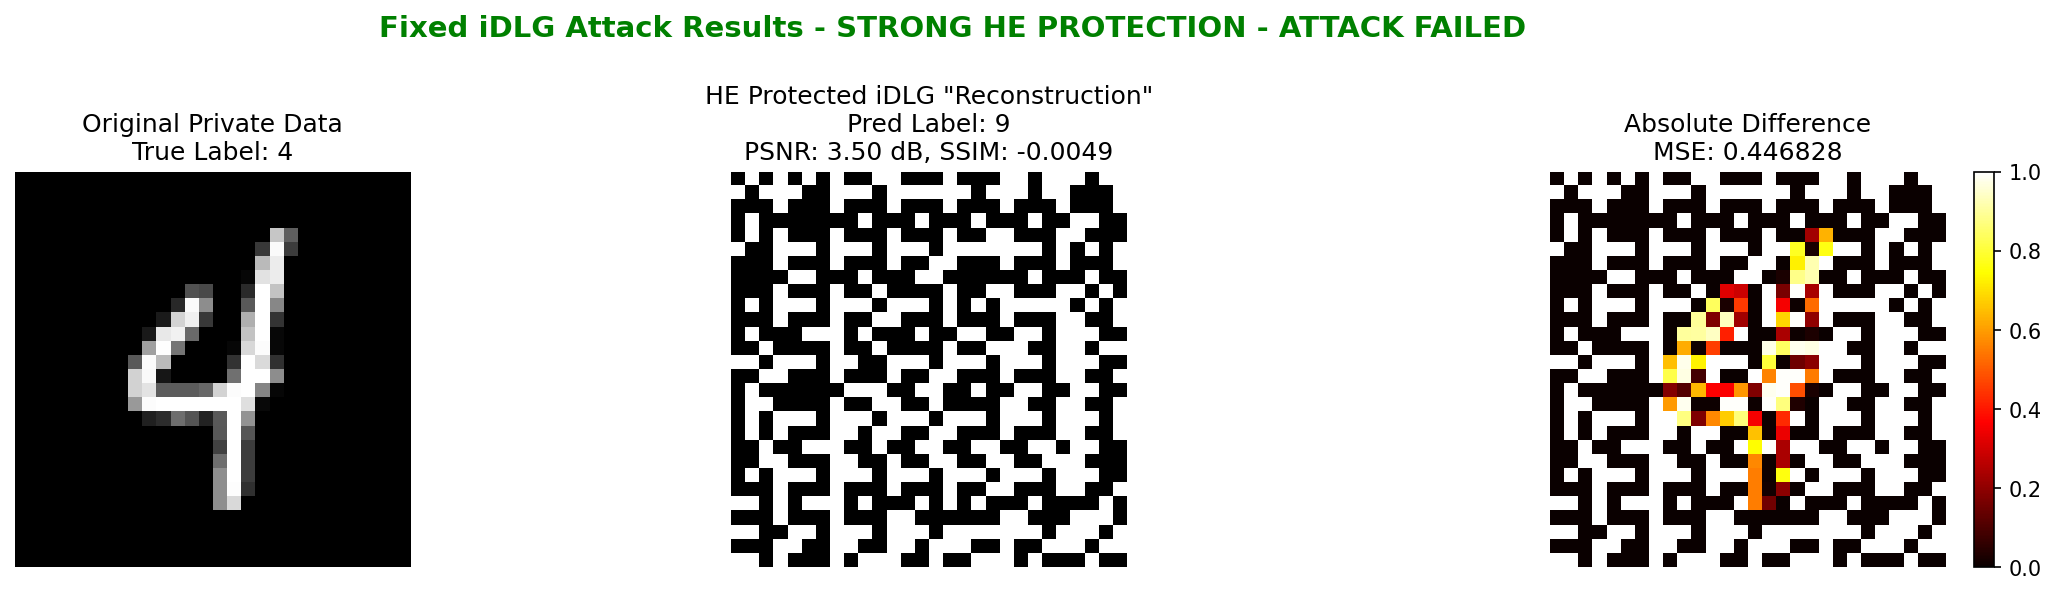 Fixed iDLG Attack Results - STRONG HE PROTECTION - ATTACK FAILED
Original Private Data
True Label: 4
HE Protected iDLG "Reconstruction"
Pred Label: 9
PSNR: 3.50 dB, SSIM: -0.0049
Absolute Difference
MSE: 0.446828
1.0
0.8
0.6
0.4
0.2
0.0
4